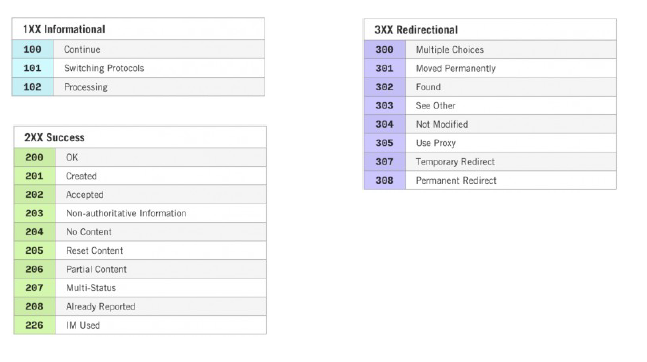 1XX Informational
100 Continue
101 Switching Protocols
102 Processing
2XX Success
200 OK
201 Created
202 Accepted
203 Non-authoritative Information
204 No Content
205 Reset Content
206 Partial Content
207 Multi-Status
208 Already Reported
226 IM Used
3XX Redirectional
300 Multiple Choices
301 Moved Permanently
302 Found
303 See Other
304 Not Modified
305 Use Proxy
307 Temporary Redirect
308 Permanent Redirect